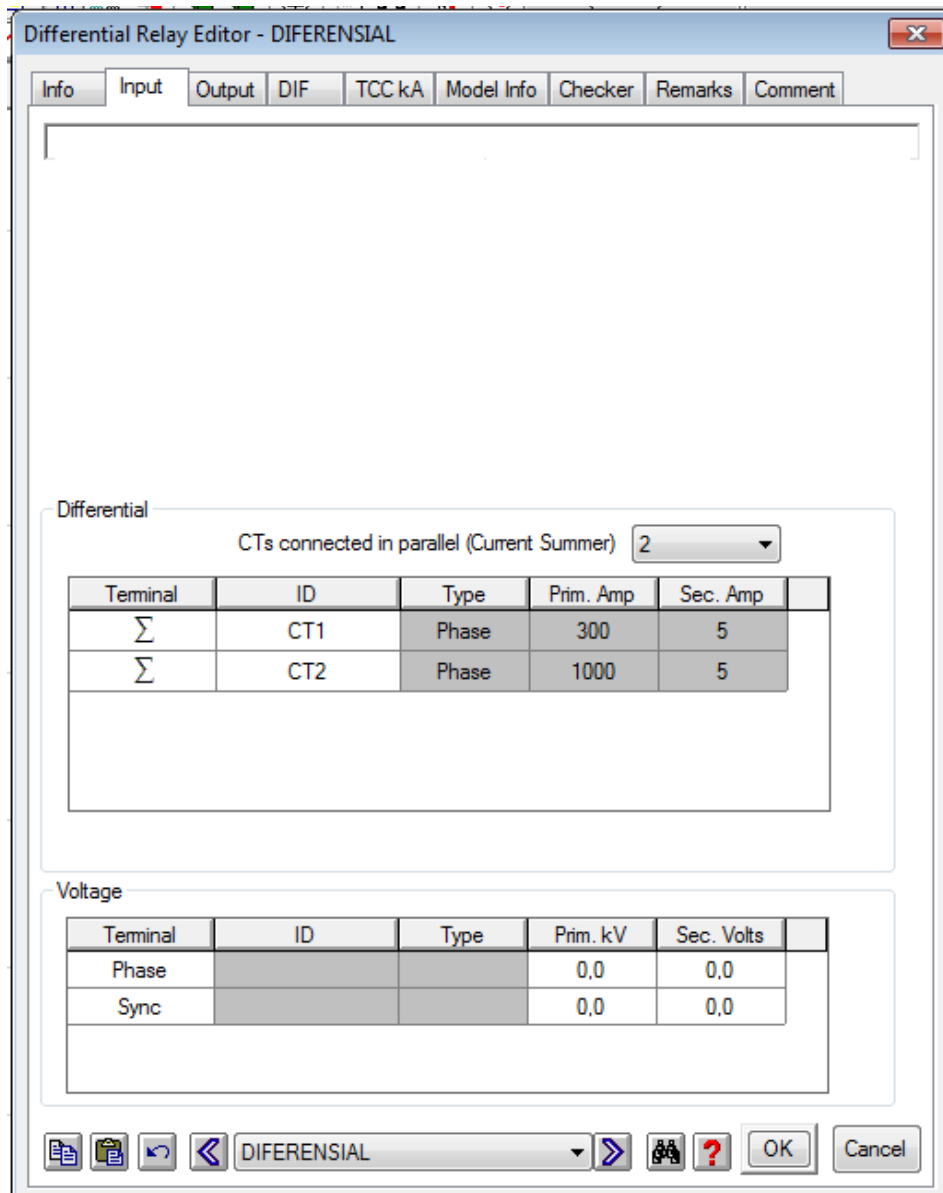 Differential Relay Editor - DIFERENSIAL
Info Input Output DIF TCC kA Model Info Checker Remarks Comment
Differential
CTs connected in parallel (Current Summer) 2
Terminal ID Type Prim. Amp Sec. Amp
Σ CT1 Phase 300 5
Σ CT2 Phase 1000 5
Voltage
Terminal ID Type Prim. kV Sec. Volts
Phase 0,0 0,0
Sync 0,0 0,0
DIFERENSIAL ? OK Cancel